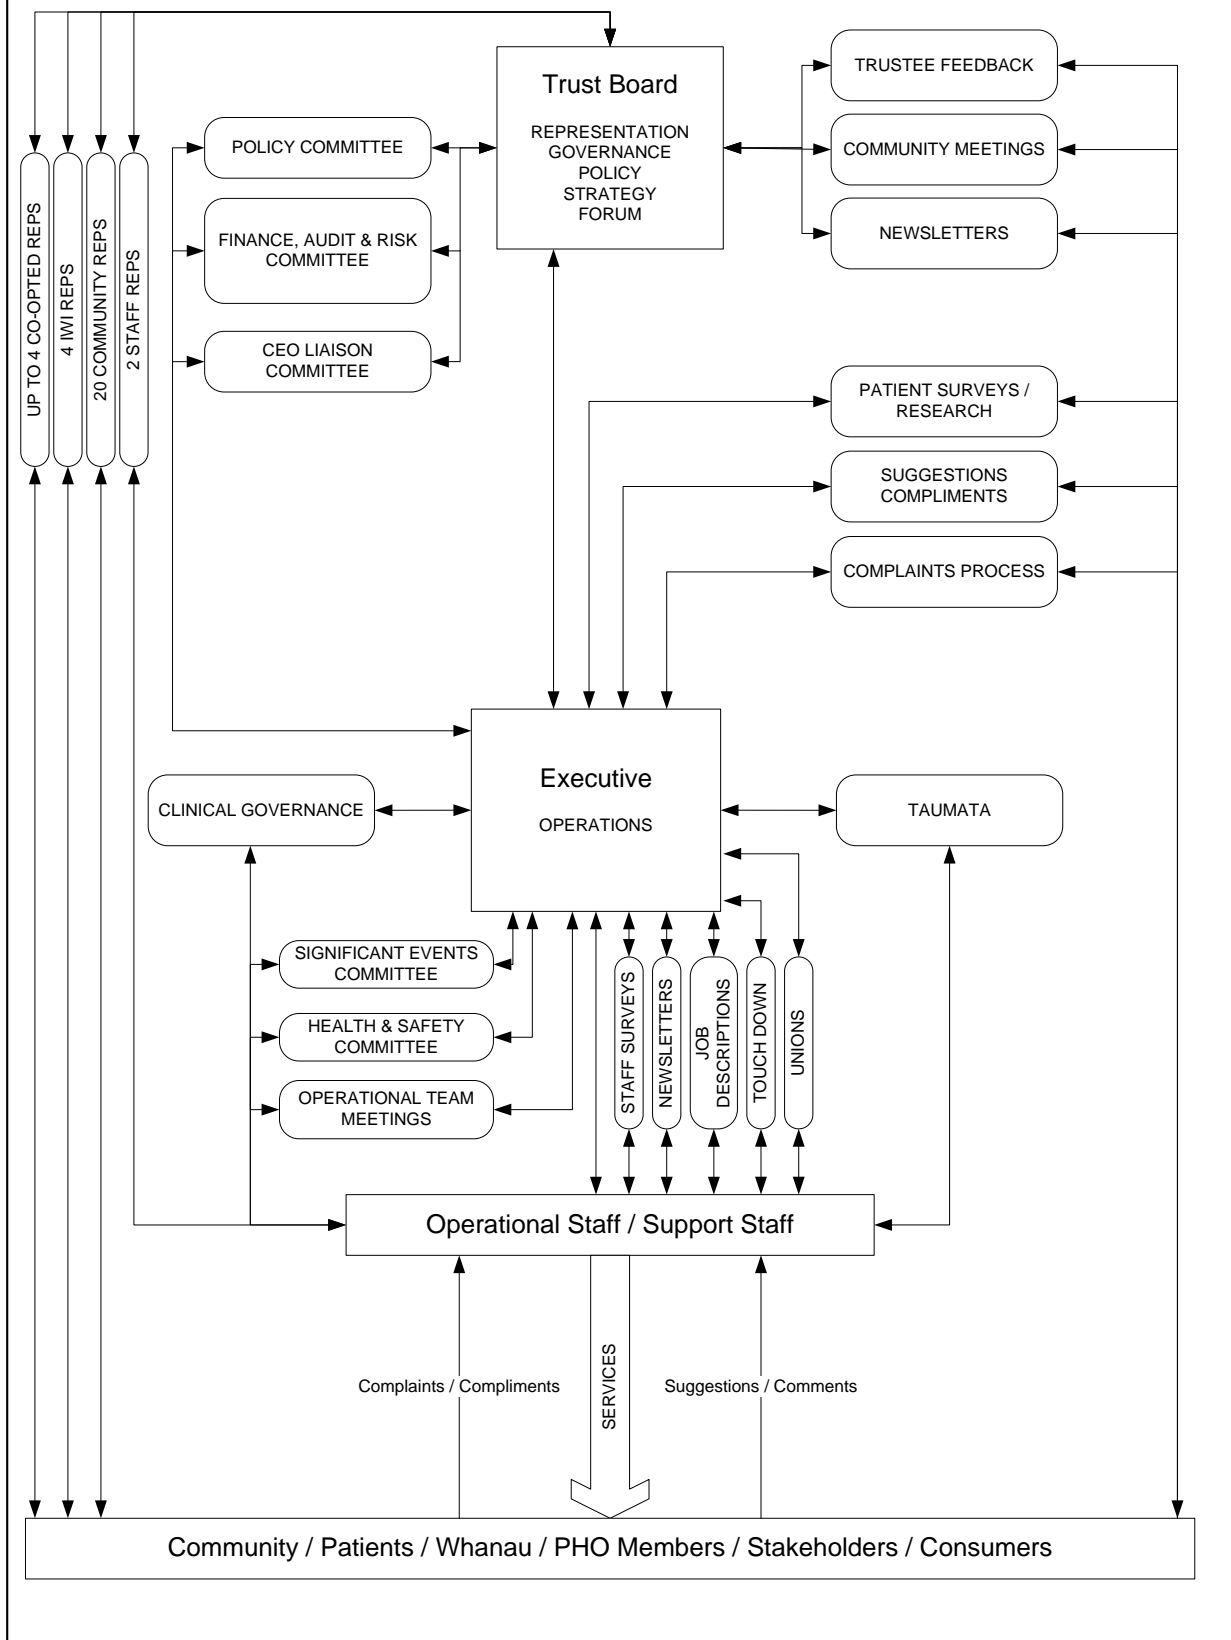 Trust Board
REPRESENTATION
GOVERNANCE
POLICY
STRATEGY
FORUM
TRUSTEE FEEDBACK
COMMUNITY MEETINGS
NEWSLETTERS
POLICY COMMITTEE
FINANCE, AUDIT & RISK
COMMITTEE
CEO LIAISON
COMMITTEE
UP TO 4 CO-OPTED REPS
4 IWI REPS
20 COMMUNITY REPS
2 STAFF REPS
PATIENT SURVEYS /
RESEARCH
SUGGESTIONS
COMPLIMENTS
COMPLAINTS PROCESS
Executive
OPERATIONS
CLINICAL GOVERNANCE
TAUMATA
SIGNIFICANT EVENTS
COMMITTEE
HEALTH & SAFETY
COMMITTEE
OPERATIONAL TEAM
MEETINGS
STAFF SURVEYS
NEWSLETTERS
JOB
DESCRIPTIONS
TOUCH DOWN
UNIONS
Operational Staff / Support Staff
Complaints / Compliments
SERVICES
Suggestions / Comments
Community / Patients / Whanau / PHO Members / Stakeholders / Consumers